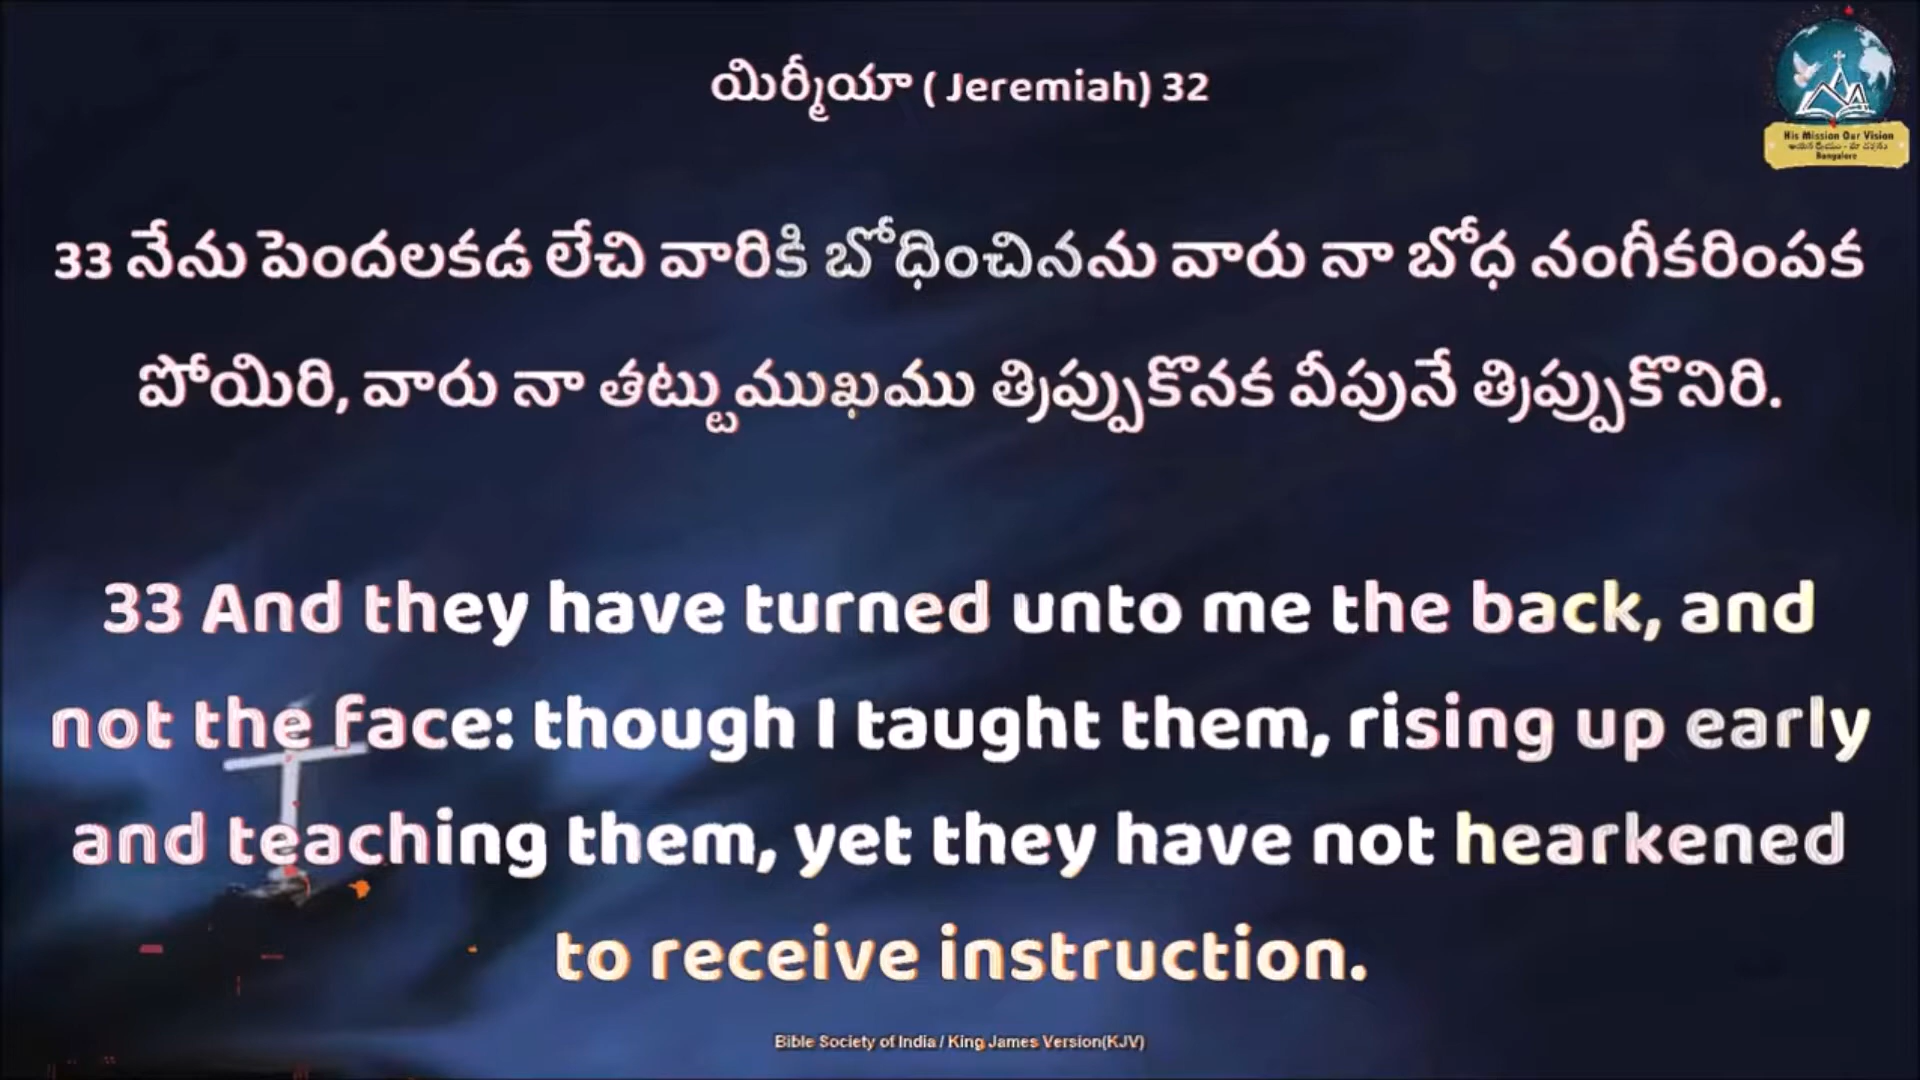 యిర్మీయా ( Jeremiah) 32
His Mission Our Vision
Bangalore
33 నేను పెందలకడ లేచి వారికి బోధించినను వారు నా బోధ నంగీకరింపక
పోయిరి, వారు నా తట్టుముఖము త్రిప్పుకొనక వీపునే త్రిప్పుకొనిరి.
33 And they have turned unto me the back, and
not the face: though I taught them, rising up early
and teaching them, yet they have not hearkened
to receive instruction.
Bible Society of India / King James Version(KJV)